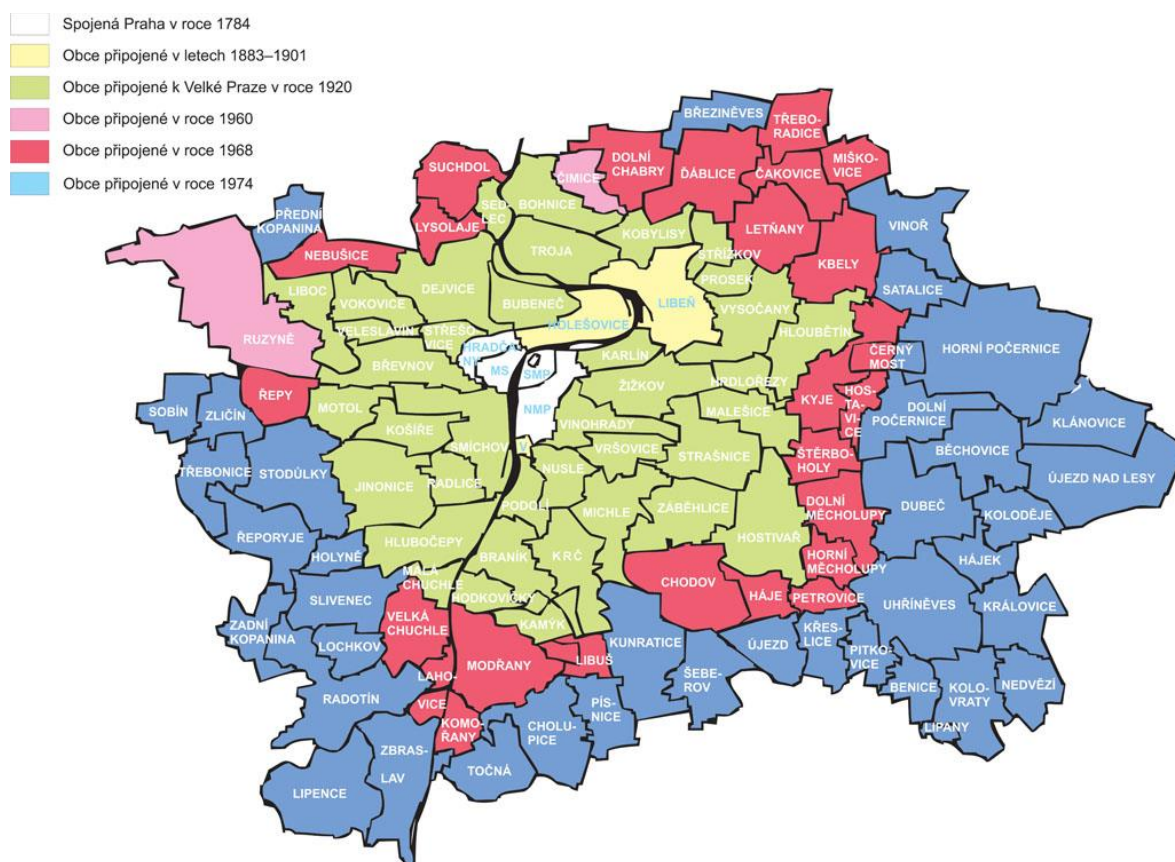 Spojená Praha v roce 1784
Obce připojené v letech 1883–1901
Obce připojené k Velké Praze v roce 1920
Obce připojené v roce 1960
Obce připojené v roce 1968
Obce připojené v roce 1974
BŘEZINĚVES
TŘEBO-
RADICE
DOLNÍ
CHABRY
ĎÁBLICE
ČAKOVICE
MIŠKO-
VICE
SUCHDOL
ČIMICE
SED-
LEC
BOHNICE
PŘEDNÍ
KOPANINA
LYSOLAJE
NEBUŠICE
TROJA
KOBYLISY
STŘÍŽKOV
LETŇANY
VINOŘ
KBELY
LIBOC
VOKOVICE
DEJVICE
BUBENEČ
PROSEK
SATALICE
RUZYNĚ
VELESLAVÍN
STŘEŠO-
VICE
HOLEŠOVICE
LIBEŇ
VYSOČANY
HLOUBĚTÍN
HORNÍ POČERNICE
HRADČA-
NY
MS
SMP
KARLÍN
ČERNÝ
MOST
BŘEVNOV
ŽIŽKOV
HRDLOŘEZY
ŘEPY
MOTOL
NMP
MALEŠICE
KYJE
HOS-
TA-
VI-
CE
DOLNÍ
POČERNICE
KLÁNOVICE
SOBÍN
ZLIČÍN
KOŠÍŘE
SMÍCHOV
V
VINOHRADY
VRŠOVICE
STRAŠNICE
ŠTĚRBO-
HOLY
BĚCHOVICE
ÚJEZD NAD LESY
TŘEBONICE
STODŮLKY
JINONICE
RADLICE
NUSLE
PODOLÍ
MICHLE
ZÁBĚHLICE
DOLNÍ
MĚCHOLUPY
DUBEČ
KOLODĚJE
ŘEPORYJE
HOLYNĚ
HLUBOČEPY
BRANÍK
KRČ
HOSTIVAŘ
HORNÍ
MĚCHOLUPY
HÁJEK
MALÁ
CHUCHLE
HODKOVIČKY
CHODOV
HÁJE
PETROVICE
UHŘÍNĚVES
KRÁLOVICE
SLIVENEC
VELKÁ
CHUCHLE
KAMÝK
ZADNÍ
KOPANINA
LOCHKOV
MODŘANY
LIBUŠ
KUNRATICE
ÚJEZD
KŘES-
LICE
PITKO-
VICE
RADOTÍN
LAHO-
VICE
ŠEBE-
ROV
BENICE
KOLO-
VRATY
NEDVĚZÍ
KOMO-
ŘANY
CHOLU-
PICE
PÍS-
NICE
LIPANY
ZBRAS-
LAV
TOČNÁ
LIPENCE